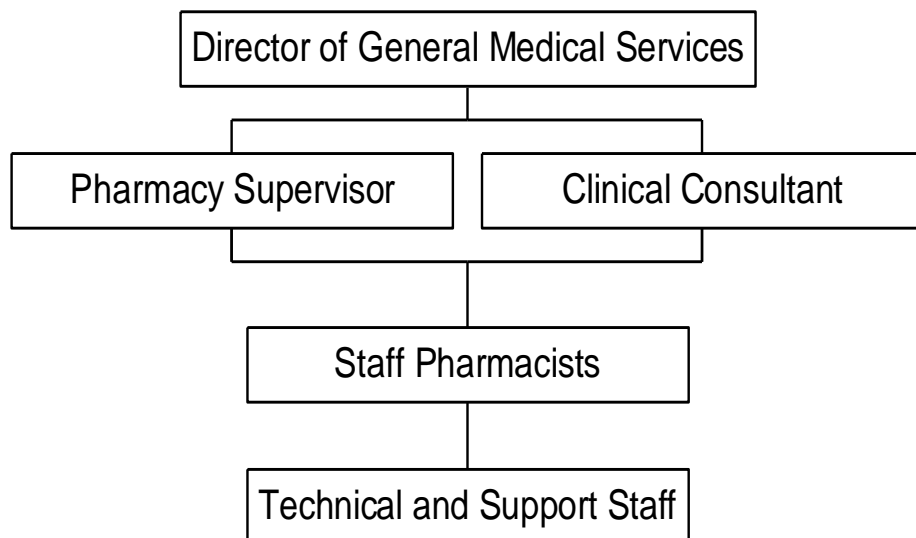 Director of General Medical Services
Pharmacy Supervisor
Clinical Consultant
Staff Pharmacists
Technical and Support Staff